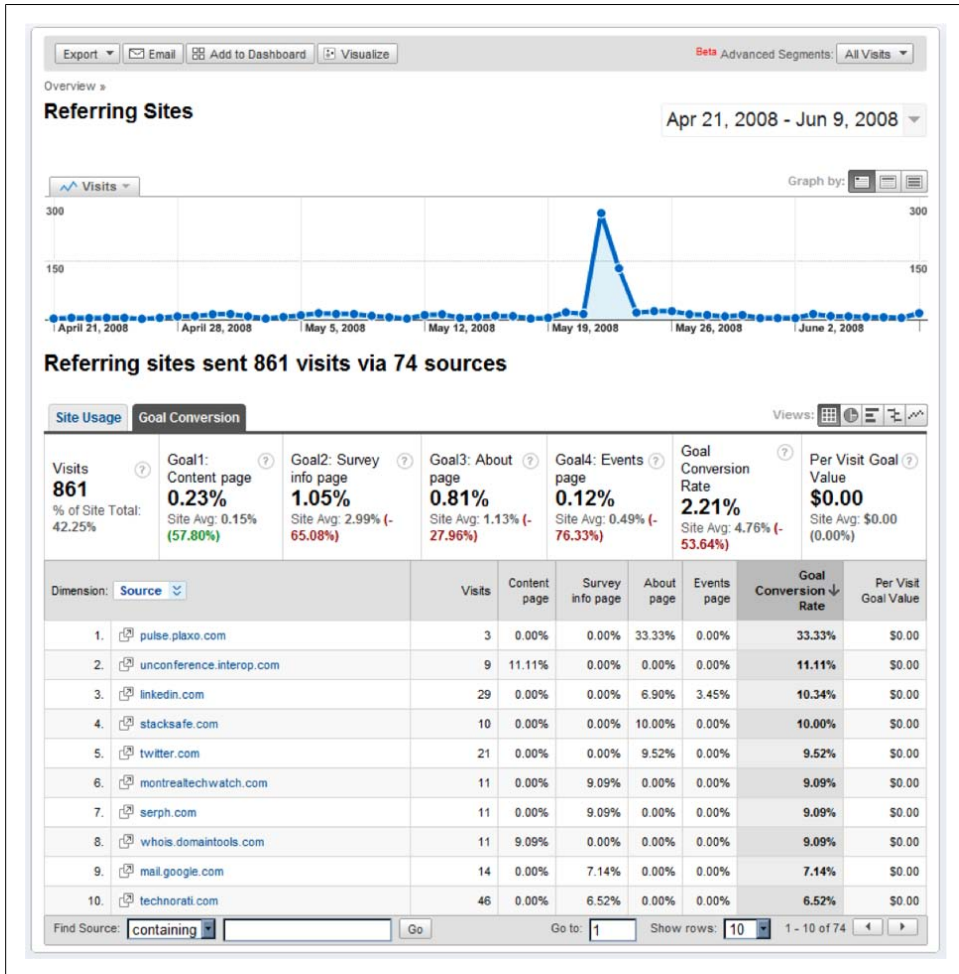 Export Email Add to Dashboard Visualize Beta Advanced Segments: All Visits
Overview »
Referring Sites
Apr 21, 2008 - Jun 9, 2008
Visits Graph by:
300 300
150 150
April 21, 2008 April 28, 2008 May 5, 2008 May 12, 2008 May 19, 2008 May 26, 2008 June 2, 2008
Referring sites sent 861 visits via 74 sources
Site Usage Goal Conversion Views:
Visits ?
861
% of Site Total:
42.25%
Goal1: ?
Content page
0.23%
Site Avg: 0.15%
(57.80%)
Goal2: Survey ?
info page
1.05%
Site Avg: 2.99% (-
65.08%)
Goal3: About ?
page
0.81%
Site Avg: 1.13% (-
27.96%)
Goal4: Events ?
page
0.12%
Site Avg: 0.49% (-
76.33%)
Goal ?
Conversion
Rate
2.21%
Site Avg: 4.76% (-
53.64%)
Per Visit Goal ?
Value
$0.00
Site Avg: $0.00
(0.00%)
Dimension: Source
Visits
Content
page
Survey
info page
About
page
Events
page
Goal
Conversion
Rate
Per Visit
Goal Value
1. pulse.plaxo.com 3 0.00% 0.00% 33.33% 0.00% 33.33% $0.00
2. unconference.interop.com 9 11.11% 0.00% 0.00% 0.00% 11.11% $0.00
3. linkedin.com 29 0.00% 0.00% 6.90% 3.45% 10.34% $0.00
4. stacksafe.com 10 0.00% 0.00% 10.00% 0.00% 10.00% $0.00
5. twitter.com 21 0.00% 0.00% 9.52% 0.00% 9.52% $0.00
6. montrealtechwatch.com 11 0.00% 9.09% 0.00% 0.00% 9.09% $0.00
7. serph.com 11 0.00% 9.09% 0.00% 0.00% 9.09% $0.00
8. whois.domaintools.com 11 9.09% 0.00% 0.00% 0.00% 9.09% $0.00
9. mail.google.com 14 0.00% 7.14% 0.00% 0.00% 7.14% $0.00
10. technorati.com 46 0.00% 6.52% 0.00% 0.00% 6.52% $0.00
Find Source: containing Go Go to: 1 Show rows: 10 1 - 10 of 74